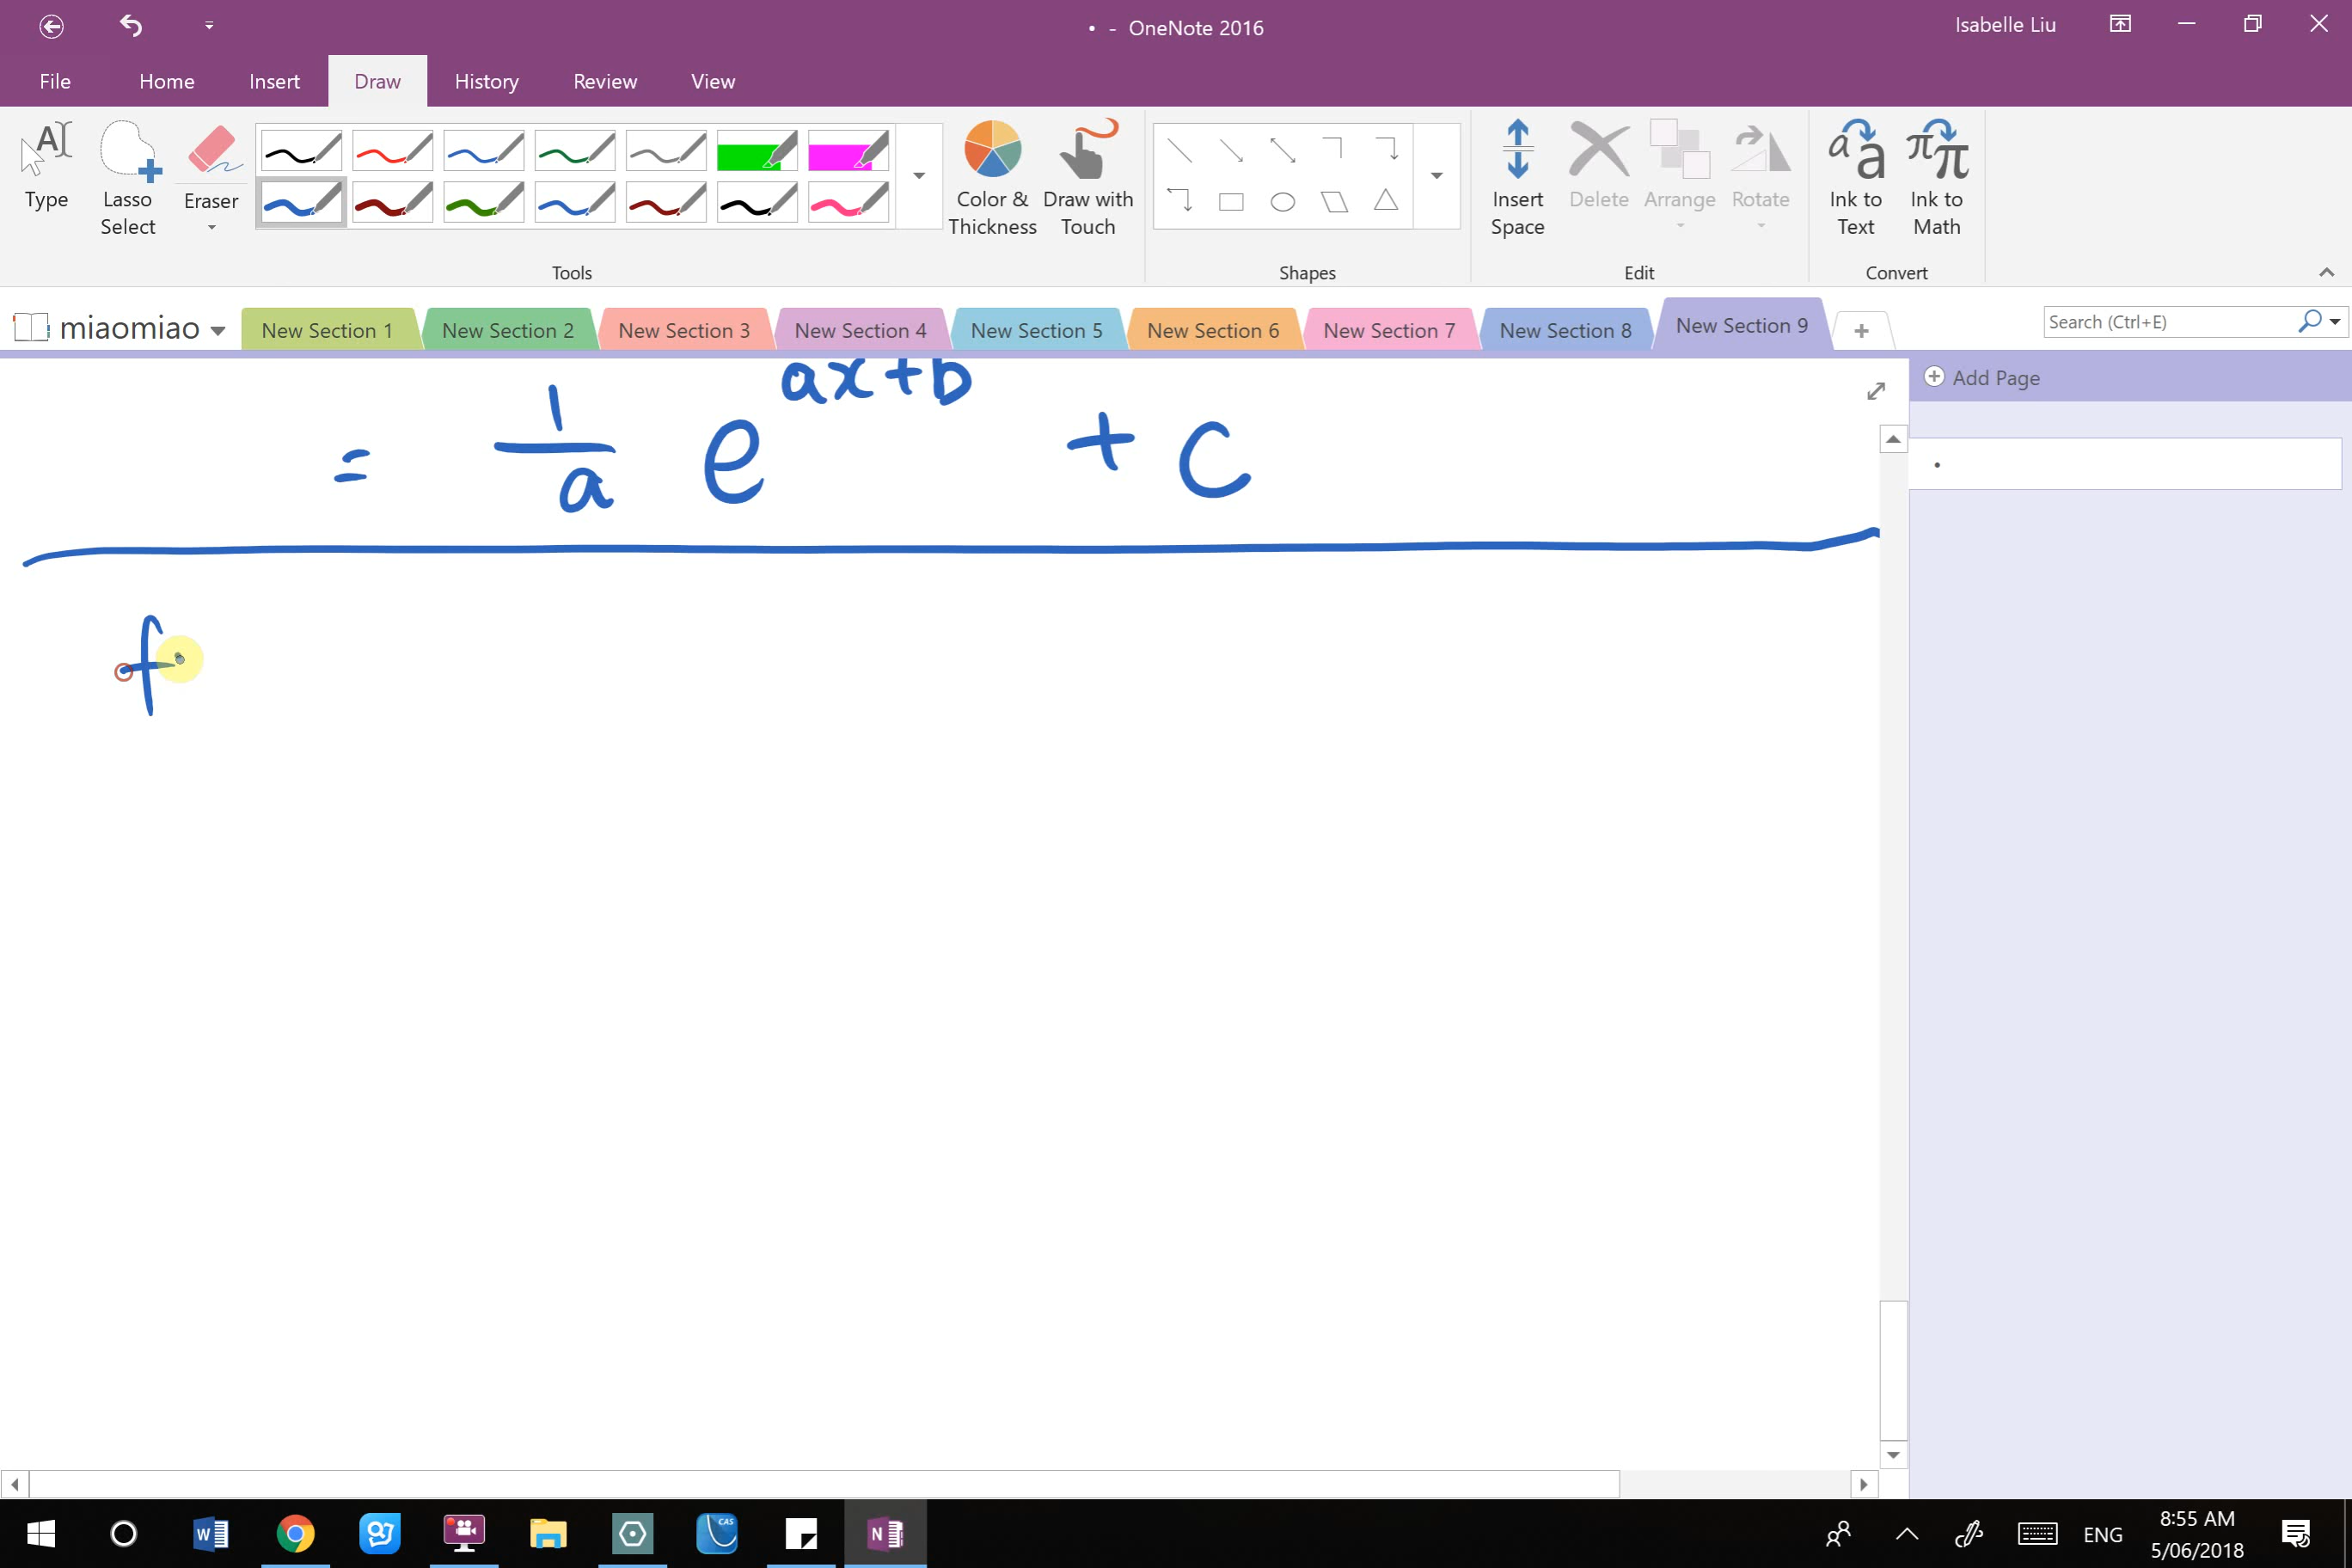 • - OneNote 2016
Isabelle Liu
File Home Insert Draw History Review View
A Type
Lasso Select
Eraser
Color & Thickness
Draw with Touch
Insert Space
Delete
Arrange
Rotate
a a Ink to Text
π π Ink to Math
Tools Shapes Edit Convert
miaomiao New Section 1 New Section 2 New Section 3 New Section 4 New Section 5 New Section 6 New Section 7 New Section 8 New Section 9 + Search (Ctrl+E)
Add Page
•
= 1/a e^(ax+b) + c
f
W CAS N ENG 8:55 AM
5/06/2018